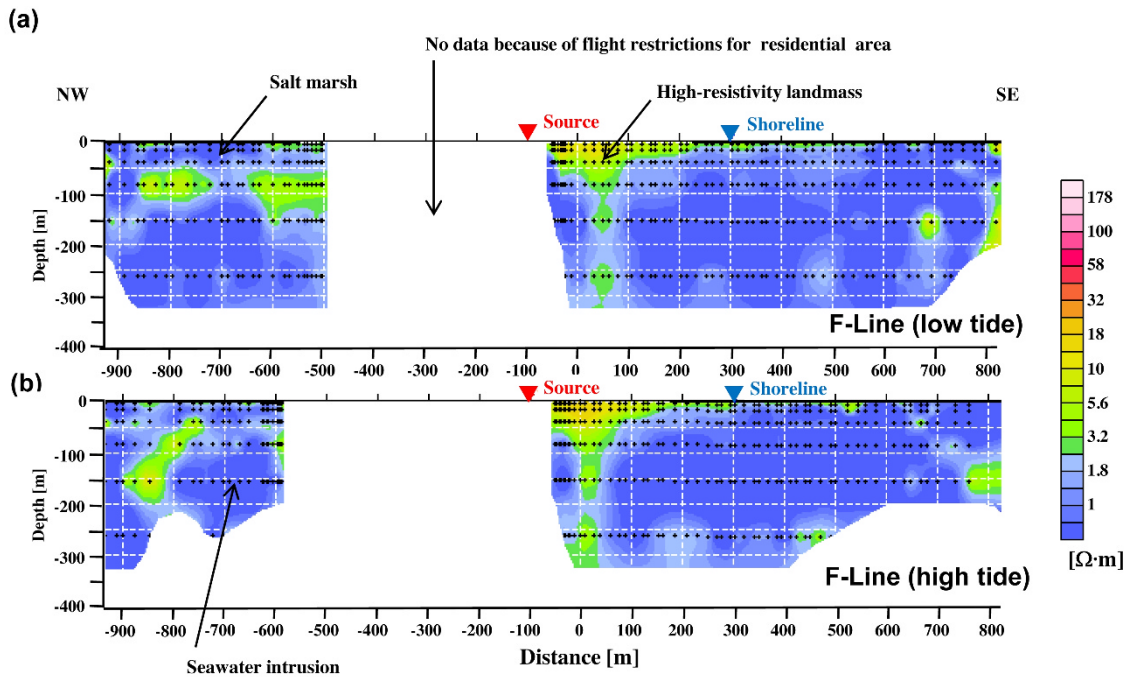 (a)
No data because of flight restrictions for residential area
Salt marsh
NW
High-resistivity landmass
SE
Source
Shoreline
0
-100
-200
-300
-400
Depth [m]
F-Line (low tide)
-900 -800 -700 -600 -500 -400 -300 -200 -100 0 100 200 300 400 500 600 700 800
(b)
Source
Shoreline
0
-100
-200
-300
-400
Depth [m]
F-Line (high tide)
-900 -800 -700 -600 -500 -400 -300 -200 -100 0 100 200 300 400 500 600 700 800
Seawater intrusion
Distance [m]
178
100
58
32
18
10
5.6
3.2
1.8
1
[Ω·m]